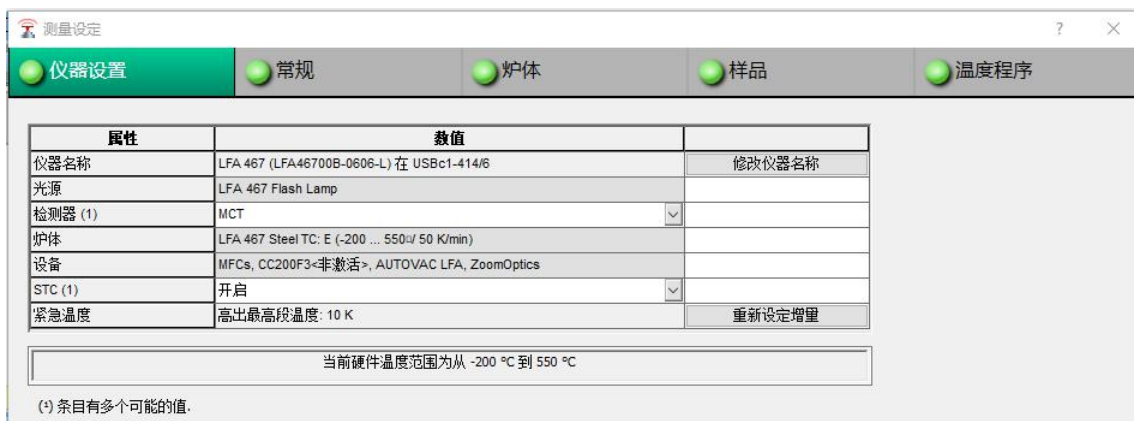 测量设定
? ×
仪器设置 常规 炉体 样品 温度程序
属性 数值
仪器名称 LFA 467 (LFA46700B-0606-L) 在 USBc1-414/6 修改仪器名称
光源 LFA 467 Flash Lamp
检测器 (1) MCT
炉体 LFA 467 Steel TC: E (-200 ... 550¤/ 50 K/min)
设备 MFCs, CC200F3<非激活>, AUTOVAC LFA, ZoomOptics
STC (1) 开启
紧急温度 高出最高段温度: 10 K 重新设定增量
当前硬件温度范围为从 -200 °C 到 550 °C
(¹) 条目有多个可能的值.